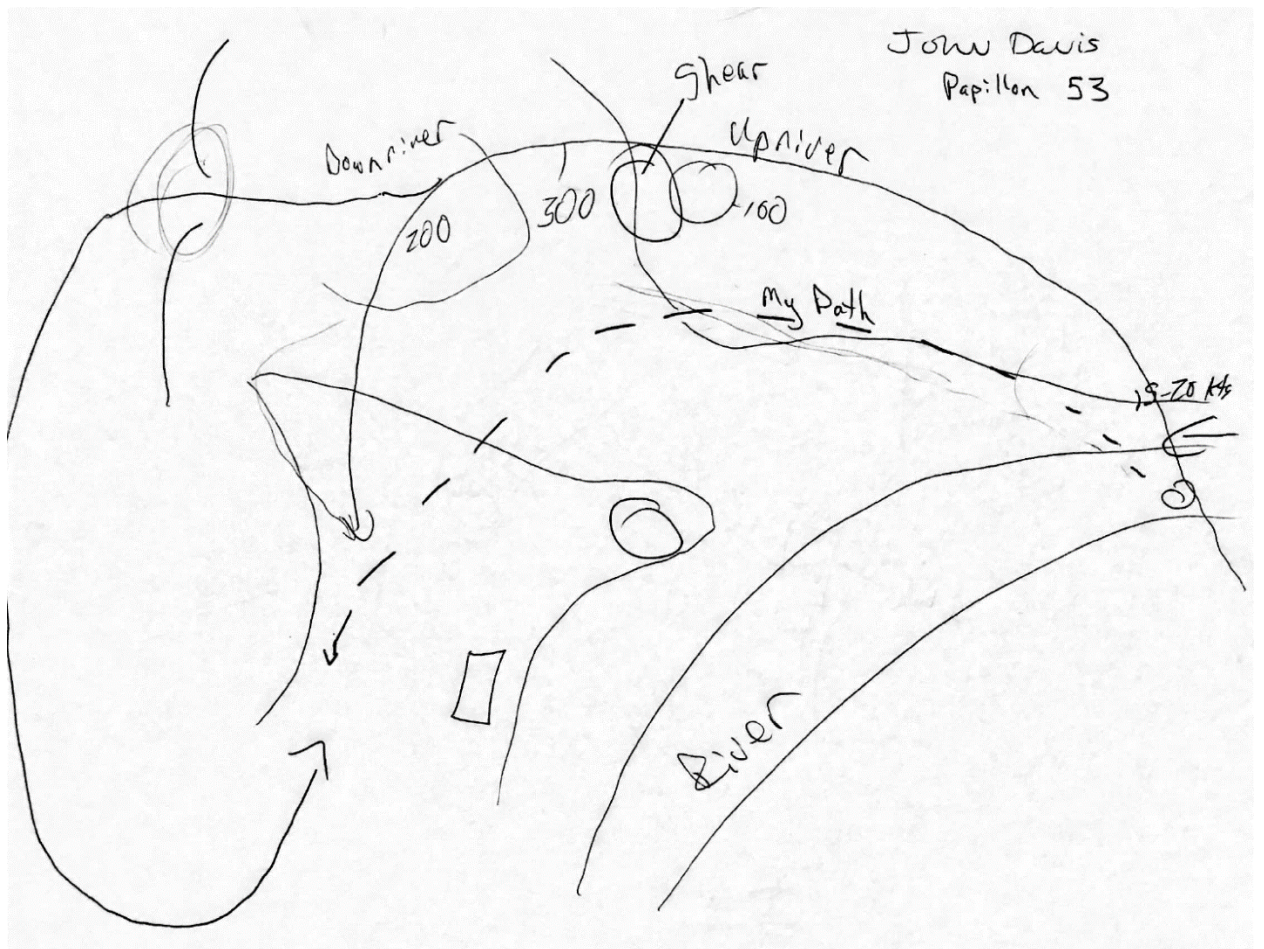 John Davis
Papillon 53
Shear
Downriver
Upriver
200
300
-100
My Path
15-20 Kts
River